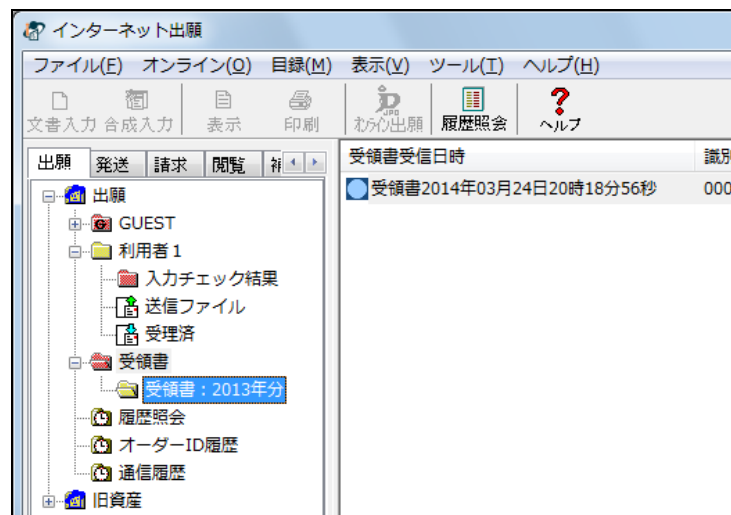 インターネット出願
ファイル(F) オンライン(O) 目録(M) 表示(V) ツール(T) ヘルプ(H)
文書入力 合成入力 表示 印刷 オンライン出願 履歴照会 ヘルプ
出願 発送 請求 閲覧
受領書受信日時
受領書2014年03月24日20時18分56秒 000
出願
GUEST
利用者1
入力チェック結果
送信ファイル
受理済
受領書
受領書:2013年分
履歴照会
オーダーID履歴
通信履歴
旧資産